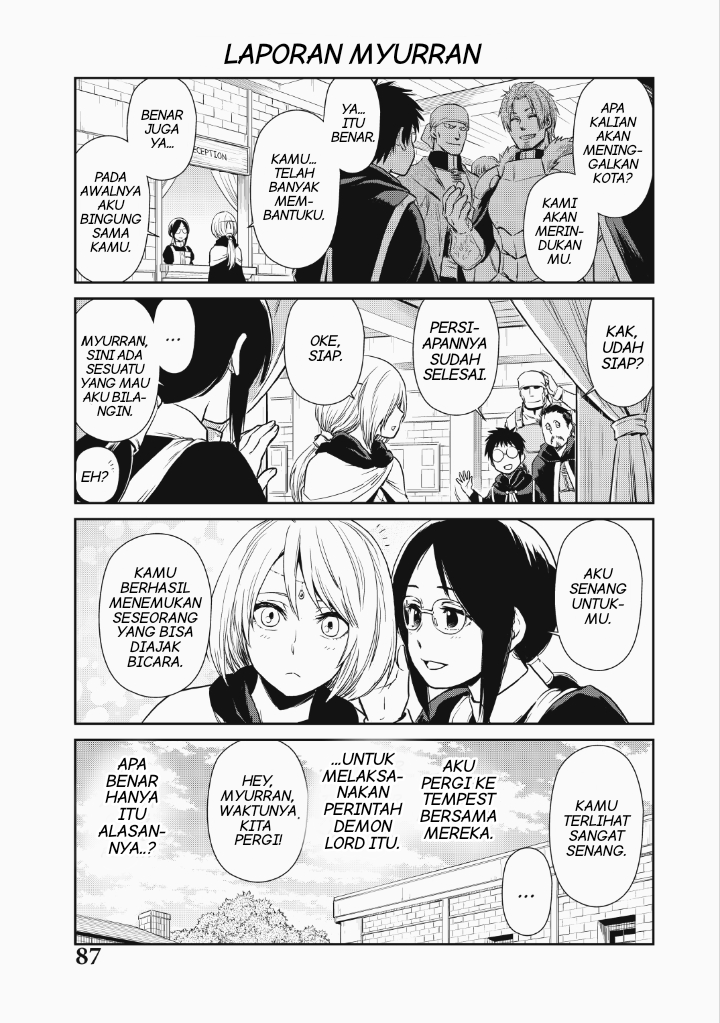 LAPORAN MYURRAN
APA
KALIAN
AKAN
MENING-
GALKAN
KOTA?
KAMI
AKAN
MERIN-
DUKAN
MU.
YA...
ITU
BENAR.
KAMU...
TELAH
BANYAK
MEM-
BANTUKU.
BENAR
JUGA
YA...
PADA
AWALNYA
AKU
BINGUNG
SAMA
KAMU.
RECEPTION
KAK,
UDAH
SIAP?
PERSI-
APANNYA
SUDAH
SELESAI.
OKE,
SIAP.
...
MYURRAN,
SINI ADA
SESUATU
YANG MAU
AKU BILA-
NGIN.
EH?
AKU
SENANG
UNTUK-
MU.
KAMU
BERHASIL
MENEMUKAN
SESEORANG
YANG BISA
DIAJAK
BICARA.
KAMU
TERLIHAT
SANGAT
SENANG.
...
AKU
PERGI KE
TEMPEST
BERSAMA
MEREKA.
...UNTUK
MELAKSA-
NAKAN
PERINTAH
DEMON
LORD ITU.
HEY,
MYURRAN,
WAKTUNYA
KITA
PERGI!
APA
BENAR
HANYA
ITU
ALASAN-
NYA..?
87